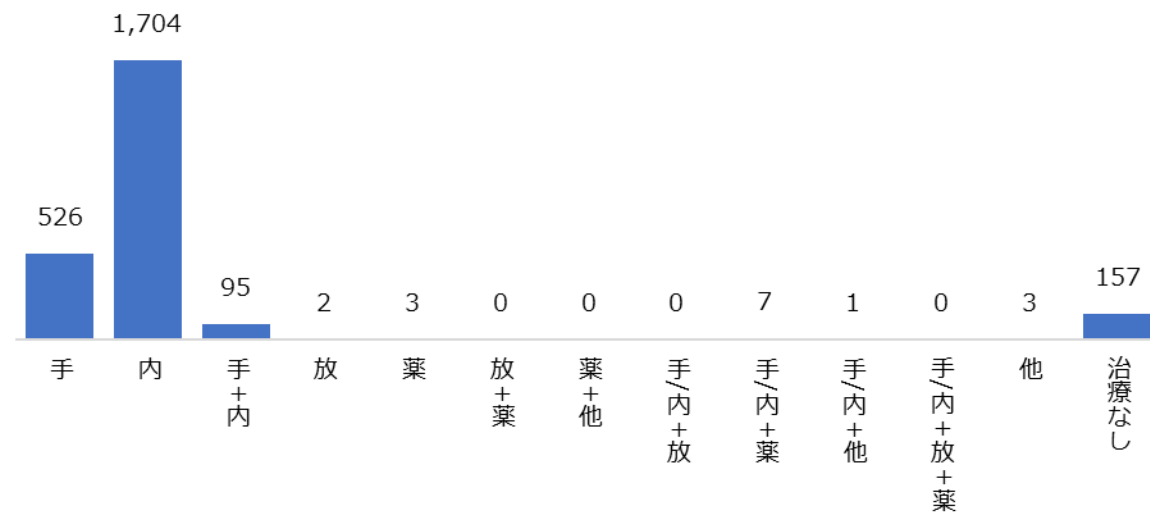 1,704
526
95
2
3
0
0
0
7
1
0
3
157
手
内
手+内
放
薬
放+薬
薬+他
手/内+放
手/内+薬
手/内+他
手/内+放+薬
他
治療なし